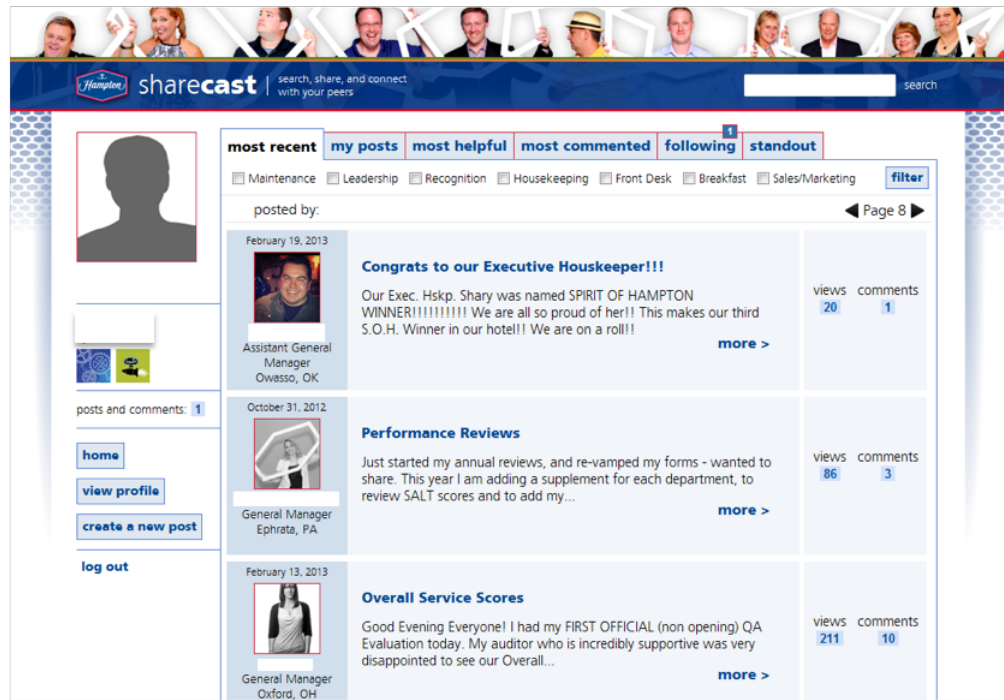 Hampton
sharecast
search, share, and connect
with your peers
search
most recent
my posts
most helpful
most commented
following
1
standout
Maintenance
Leadership
Recognition
Housekeeping
Front Desk
Breakfast
Sales/Marketing
filter
posted by:
Page 8
posts and comments: 1
home
view profile
create a new post
log out
February 19, 2013
Assistant General
Manager
Owasso, OK
Congrats to our Executive Houskeeper!!!
Our Exec. Hskp. Shary was named SPIRIT OF HAMPTON
WINNER!!!!!!!!!! We are all so proud of her!! This makes our third
S.O.H. Winner in our hotel!! We are on a roll!!
more >
views comments
20 1
October 31, 2012
General Manager
Ephrata, PA
Performance Reviews
Just started my annual reviews, and re-vamped my forms - wanted to
share. This year I am adding a supplement for each department, to
review SALT scores and to add my...
more >
views comments
86 3
February 13, 2013
General Manager
Oxford, OH
Overall Service Scores
Good Evening Everyone! I had my FIRST OFFICIAL (non opening) QA
Evaluation today. My auditor who is incredibly supportive was very
disappointed to see our Overall...
more >
views comments
211 10